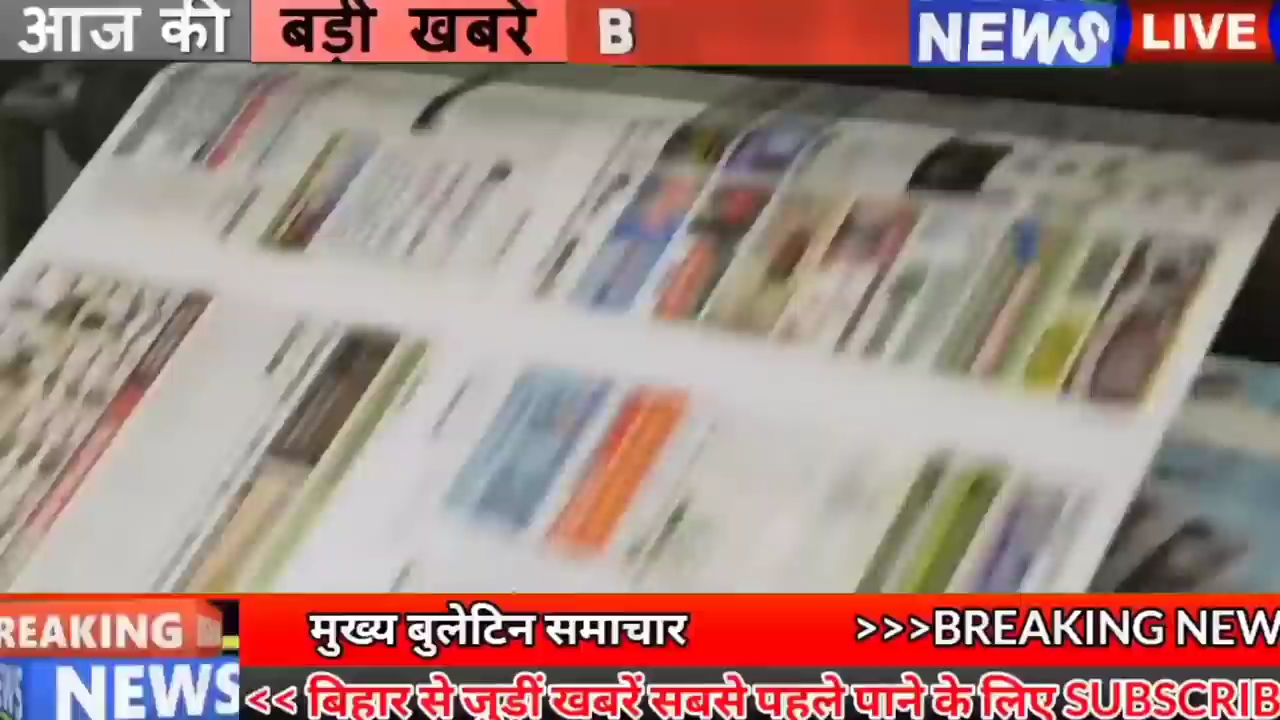 आज की बड़ी खबरे B NEWS LIVE
REAKING मुख्य बुलेटिन समाचार >>>BREAKING NEW
NEWS << बिहार से जुडीं खबरें सबसे पहले पाने के लिए SUBSCRIB